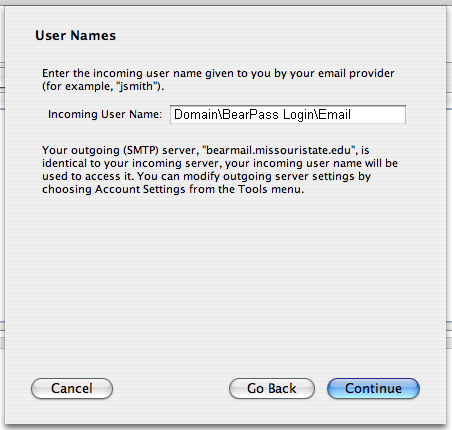 User Names
Enter the incoming user name given to you by your email provider
(for example, "jsmith").
Incoming User Name: Domain\BearPass Login\Email
Your outgoing (SMTP) server, "bearmail.missouristate.edu", is
identical to your incoming server, your incoming user name will be
used to access it. You can modify outgoing server settings by
choosing Account Settings from the Tools menu.
Cancel Go Back Continue